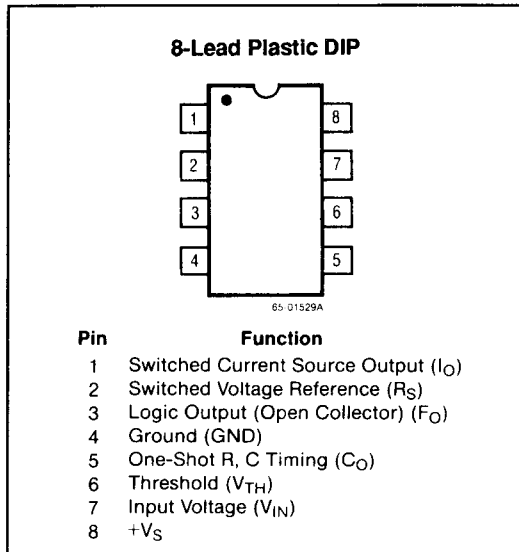 8-Lead Plastic DIP
1 8
2 7
3 6
4 5
65-01529A
Pin Function
1 Switched Current Source Output (IO)
2 Switched Voltage Reference (RS)
3 Logic Output (Open Collector) (FO)
4 Ground (GND)
5 One-Shot R, C Timing (CO)
6 Threshold (VTH)
7 Input Voltage (VIN)
8 +VS